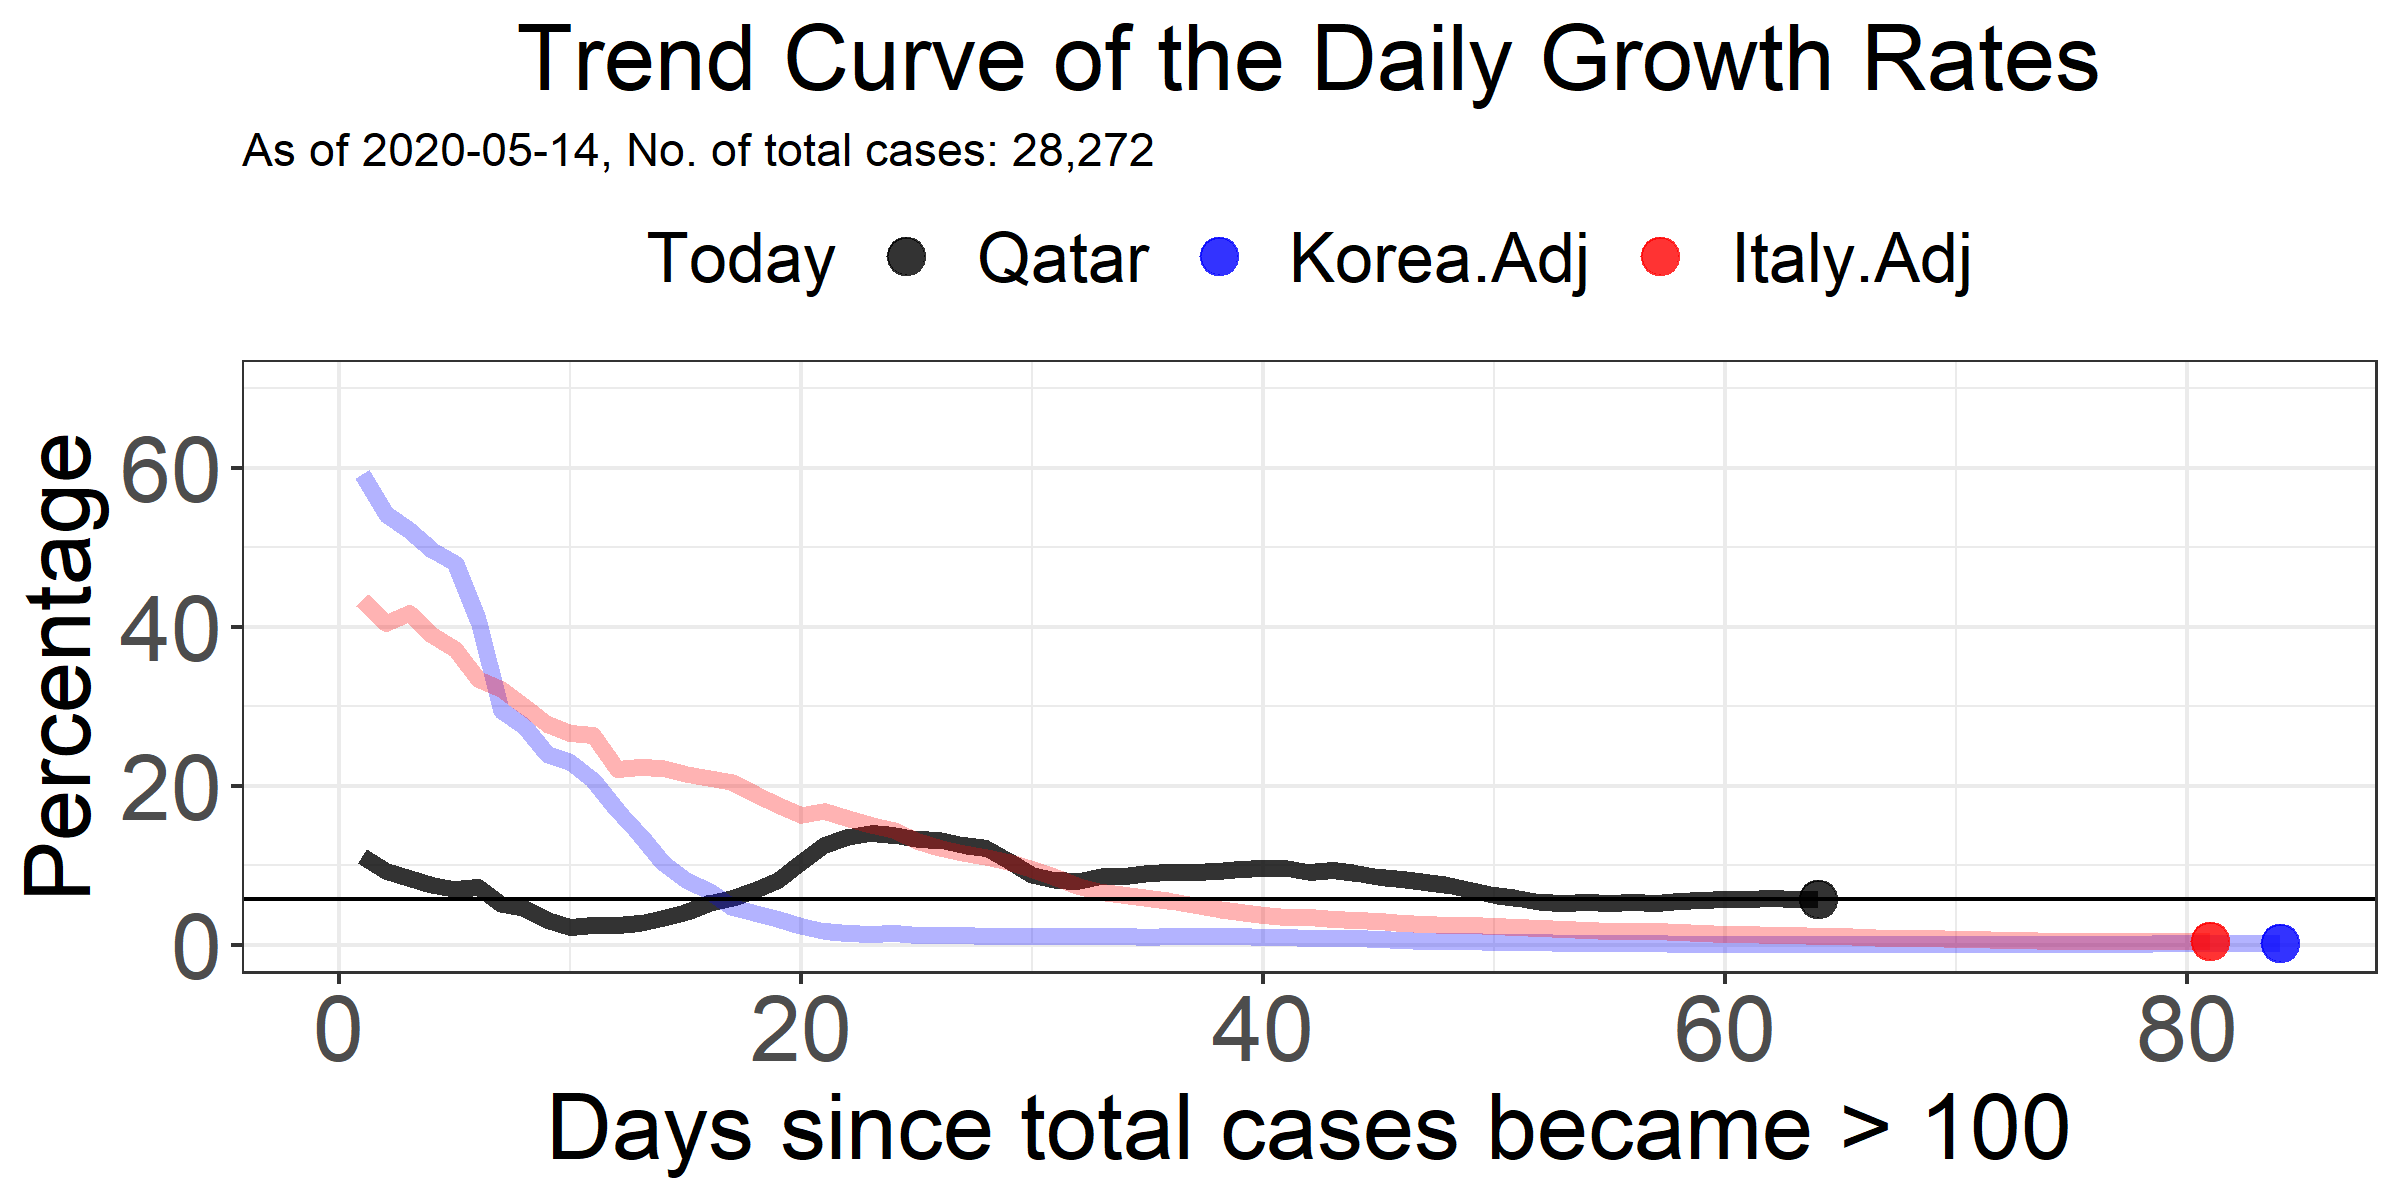 Trend Curve of the Daily Growth Rates
As of 2020-05-14, No. of total cases: 28,272
Today Qatar Korea.Adj Italy.Adj
Percentage
60
40
20
0
0 20 40 60 80
Days since total cases became > 100